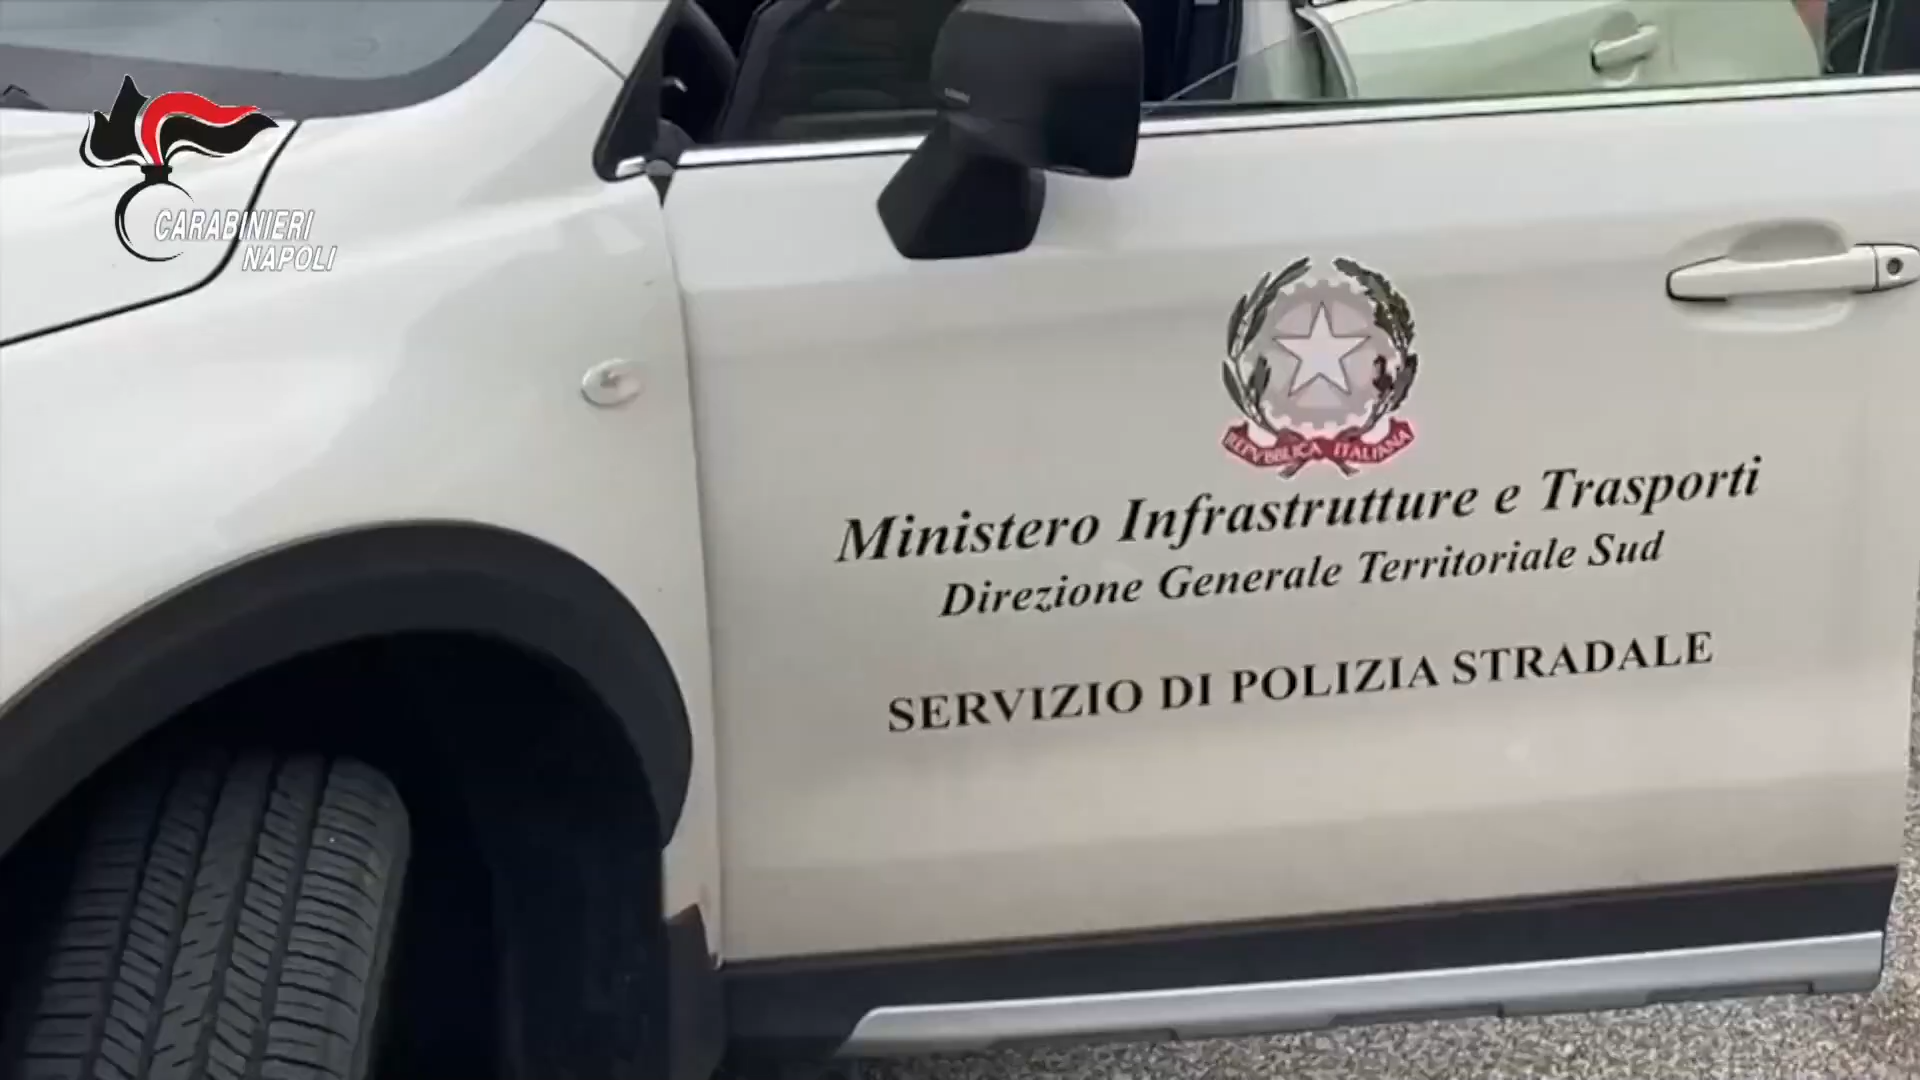 CARABINIERI
NAPOLI
REPVBBLICA ITALIANA
Ministero Infrastrutture e Trasporti
Direzione Generale Territoriale Sud
SERVIZIO DI POLIZIA STRADALE